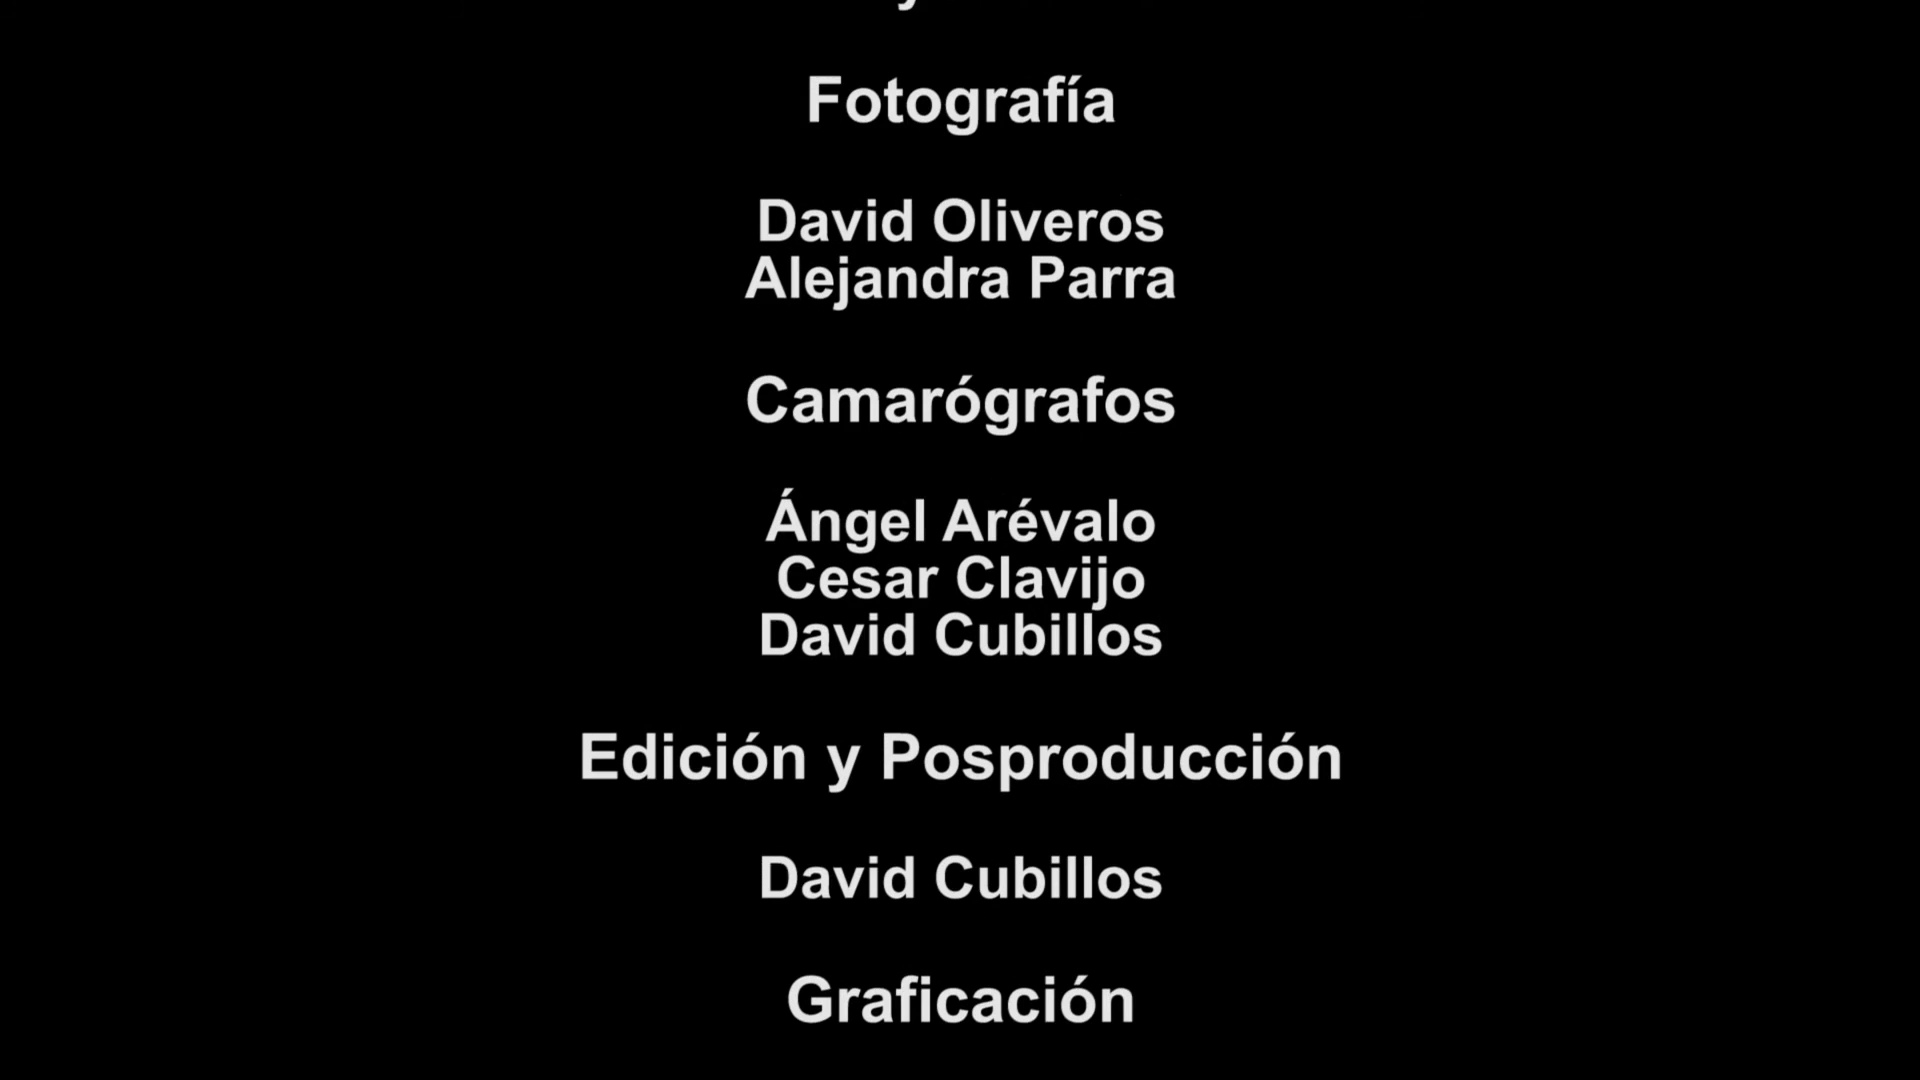 Fotografía
David Oliveros
Alejandra Parra
Camarógrafos
Ángel Arévalo
Cesar Clavijo
David Cubillos
Edición y Posproducción
David Cubillos
Graficación